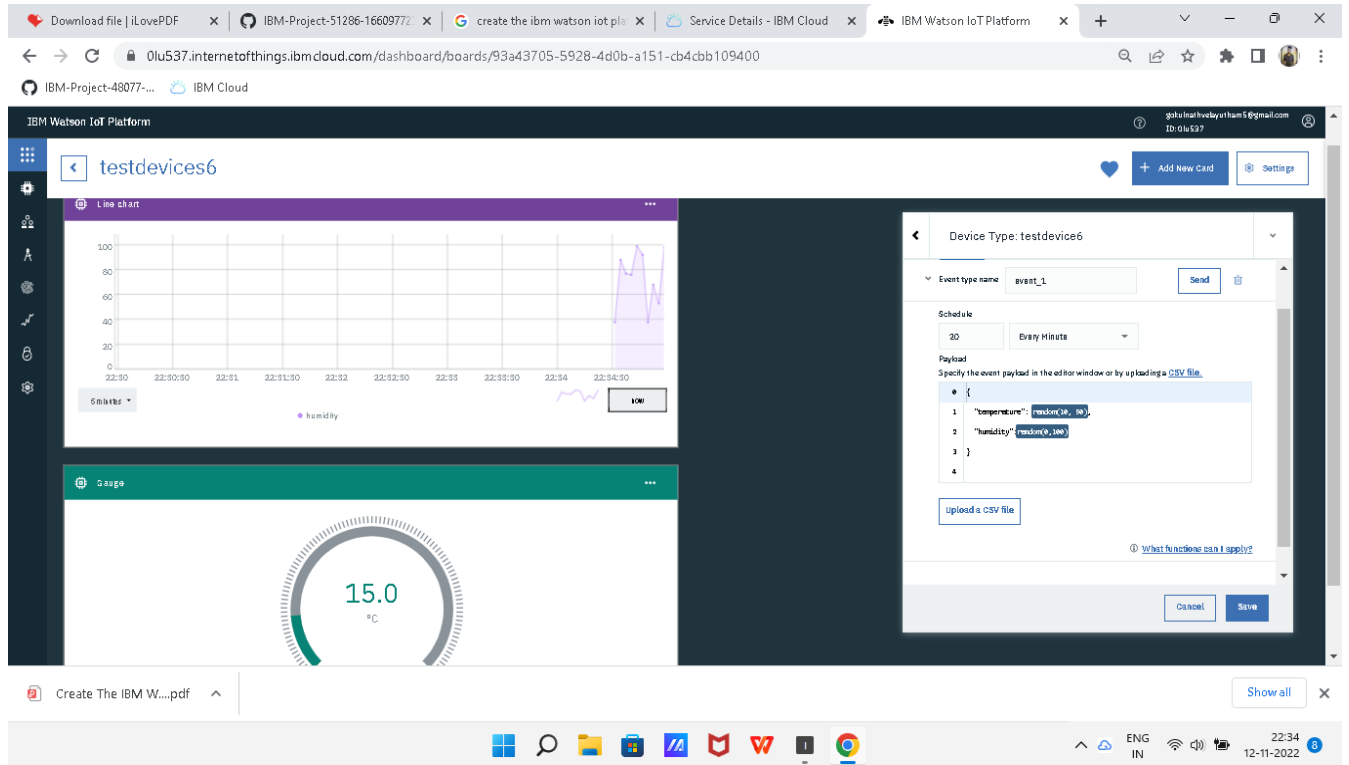 Download file | iLovePDF
IBM-Project-51286-16609772
create the ibm watson iot pla
Service Details - IBM Cloud
IBM Watson IoT Platform
0lu537.internetofthings.ibmcloud.com/dashboard/boards/93a43705-5928-4d0b-a151-cb4cbb109400
IBM-Project-48077-...
IBM Cloud
IBM Watson IoT Platform
gokulnathvelayutham5@gmail.com
ID: 0lu537
testdevices6
+ Add New Card
Settings
Line chart
100
80
60
40
20
0
22:30 22:30:30 22:31 22:31:30 22:32 22:32:30 22:33 22:33:30 22:34 22:34:30
5 minutes
NOW
humidity
Gauge
15.0
°C
Device Type: testdevice6
Event type name event_1 Send
Schedule
20 Every Minute
Payload
Specify the event payload in the editor window or by uploading a CSV file.
0 {
1 "temperature": random(10, 50),
2 "humidity":random(0,100)
3 }
4
Upload a CSV file
What functions can I apply?
Cancel Save
Create The IBM W....pdf
Show all
ENG
IN
22:34
12-11-2022
8